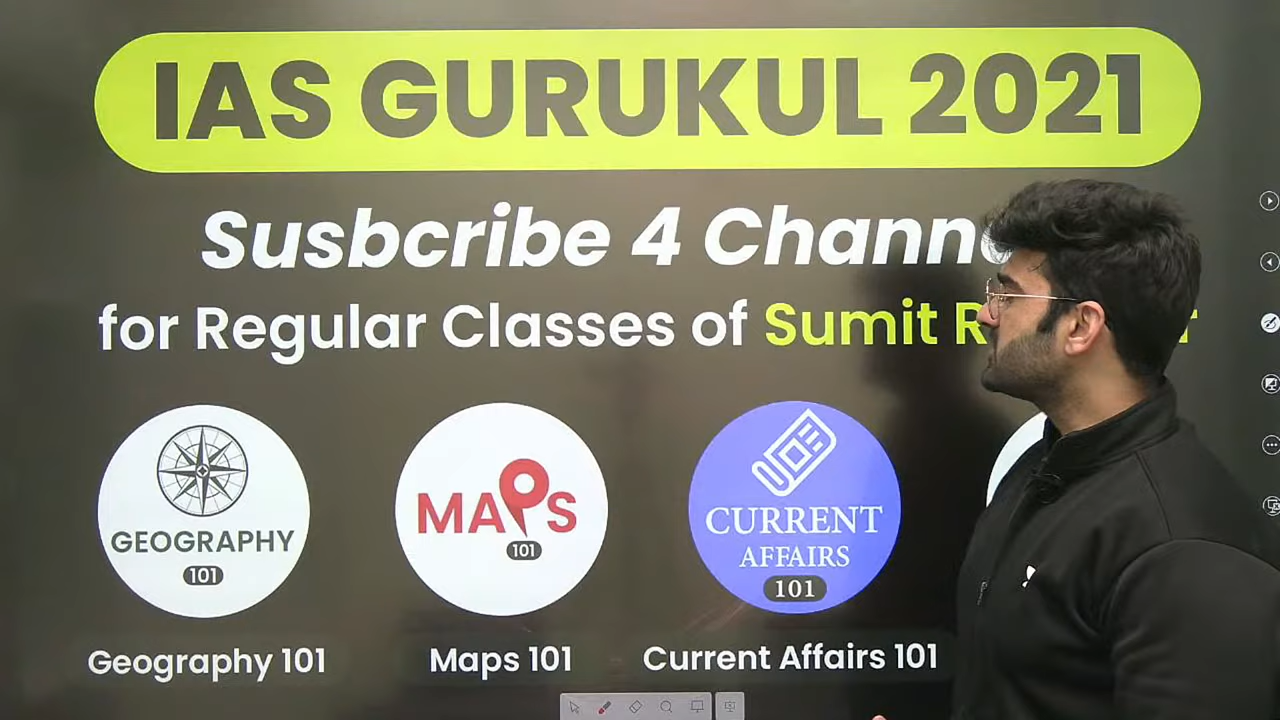 IAS GURUKUL 2021
Susbcribe 4
for Regular Classes of Sumit
GEOGRAPHY
101
MAPS
101
CURRENT
AFFAIRS
101
Geography 101
Maps 101
Current Affairs 101